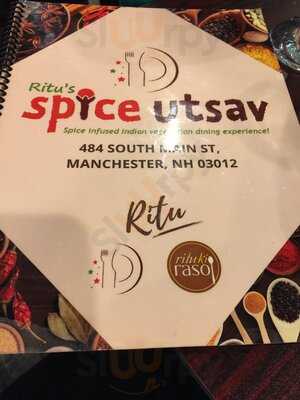 Ritu's
spice utsav
Spice Infused Indian vegetarian dining experience!
484 SOUTH MAIN ST,
MANCHESTER, NH 03012
Ritu
ritu ki
rasoi